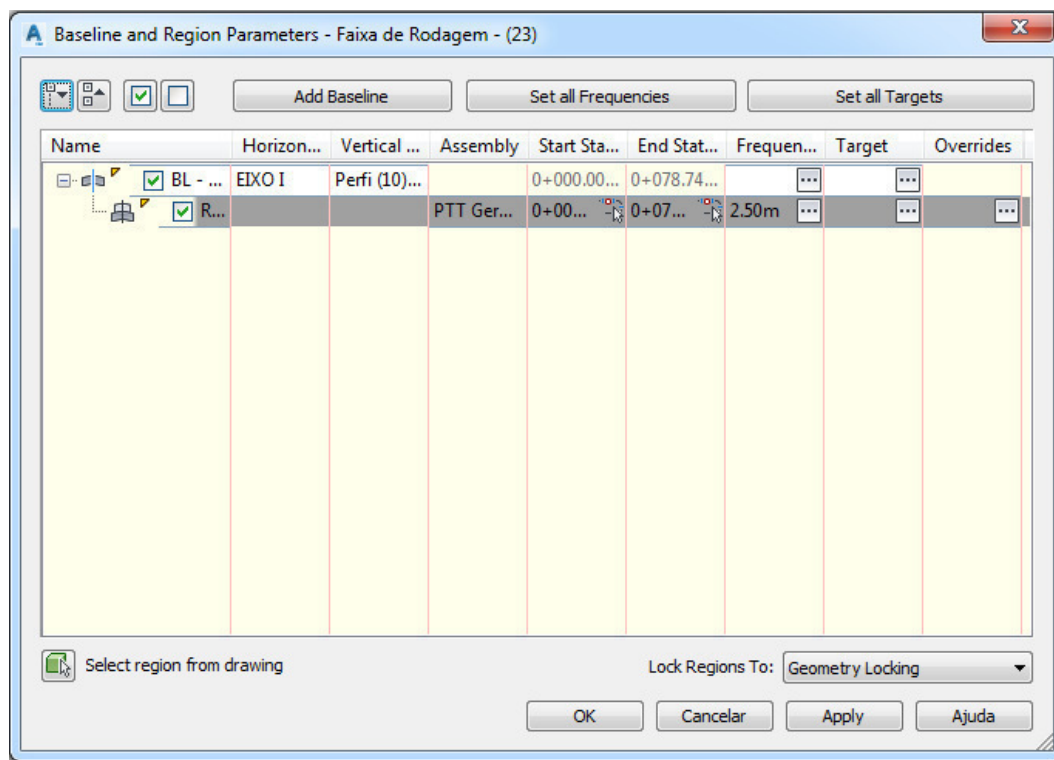 Baseline and Region Parameters - Faixa de Rodagem - (23)
Add Baseline Set all Frequencies Set all Targets
Name Horizon... Vertical ... Assembly Start Sta... End Stat... Frequen... Target Overrides
BL - ... EIXO I Perfi (10)... 0+000.00... 0+078.74... ... ...
R... PTT Ger... 0+00... 0+07... 2.50m ... ... ...
Select region from drawing Lock Regions To: Geometry Locking
OK Cancelar Apply Ajuda